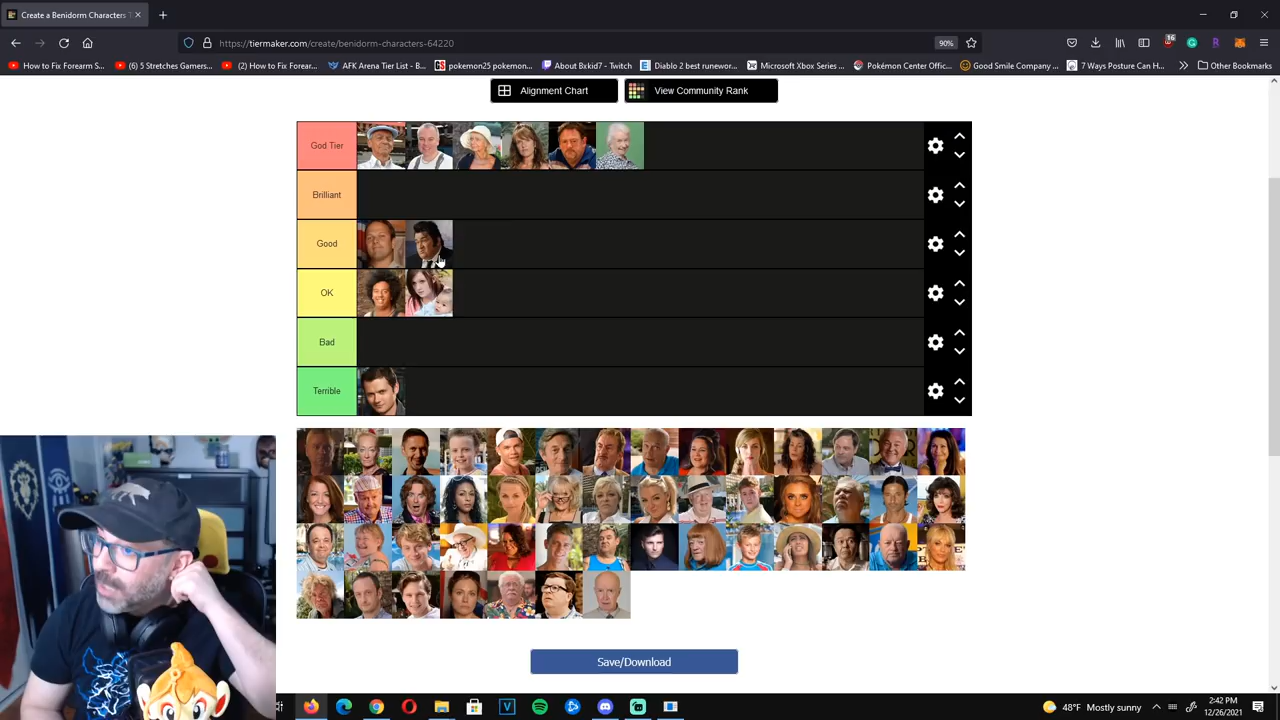 Create a Benidorm Characters T
https://tiermaker.com/create/benidorm-characters-64220
90%
16
How to Fix Forearm S...
(6) 5 Stretches Gamers...
(2) How to Fix Forear...
AFK Arena Tier List - B...
pokemon25 pokemon...
About Bxkid7 - Twitch
Diablo 2 best runewor...
Microsoft Xbox Series ...
Pokémon Center Offic...
Good Smile Company ...
7 Ways Posture Can H...
Other Bookmarks
Alignment Chart
View Community Rank
God Tier
Brilliant
Good
OK
Bad
Terrible
Save/Download
48°F Mostly sunny
2:42 PM
12/26/2021